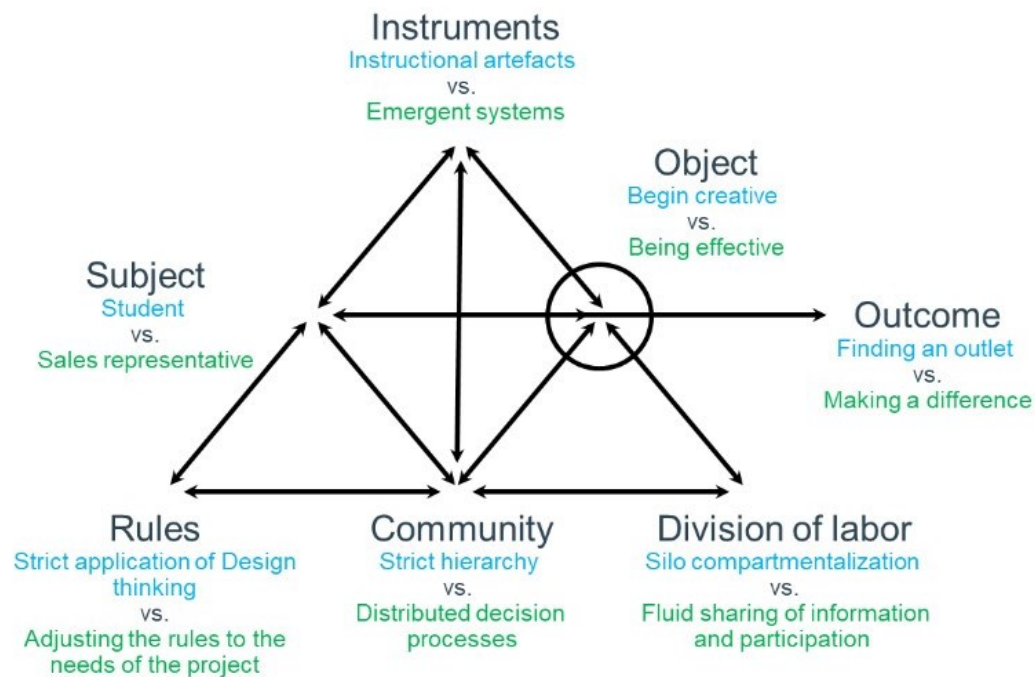 Instruments
Instructional artefacts
vs.
Emergent systems
Object
Begin creative
vs.
Being effective
Subject
Student
vs.
Sales representative
Outcome
Finding an outlet
vs.
Making a difference
Rules
Strict application of Design
thinking
vs.
Adjusting the rules to the
needs of the project
Community
Strict hierarchy
vs.
Distributed decision
processes
Division of labor
Silo compartmentalization
vs.
Fluid sharing of information
and participation